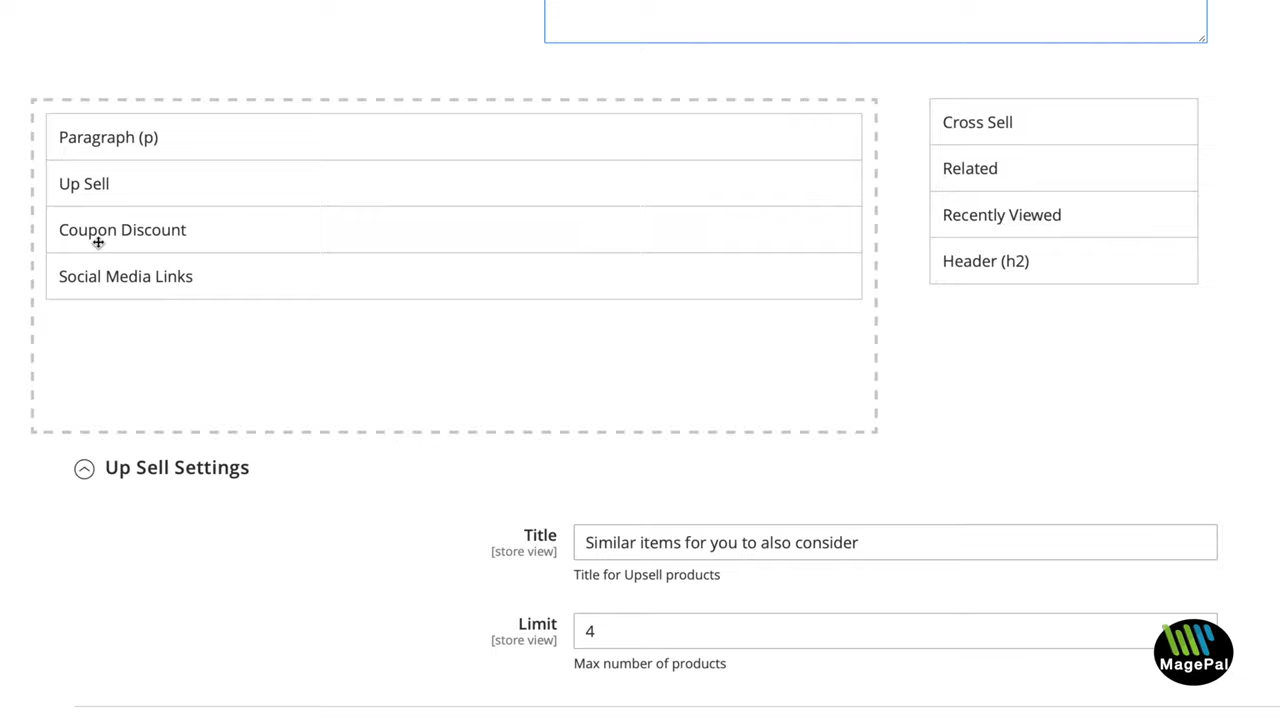 Paragraph (p)
Up Sell
Coupon Discount
Social Media Links
Cross Sell
Related
Recently Viewed
Header (h2)
Up Sell Settings
Title
[store view]
Similar items for you to also consider
Title for Upsell products
Limit
[store view]
4
Max number of products
MagePal